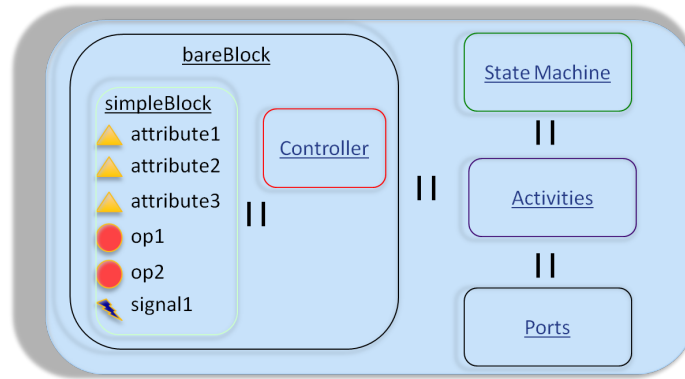 bareBlock
simpleBlock
attribute1
attribute2
attribute3
op1
op2
signal1
Controller
State Machine
Activities
Ports